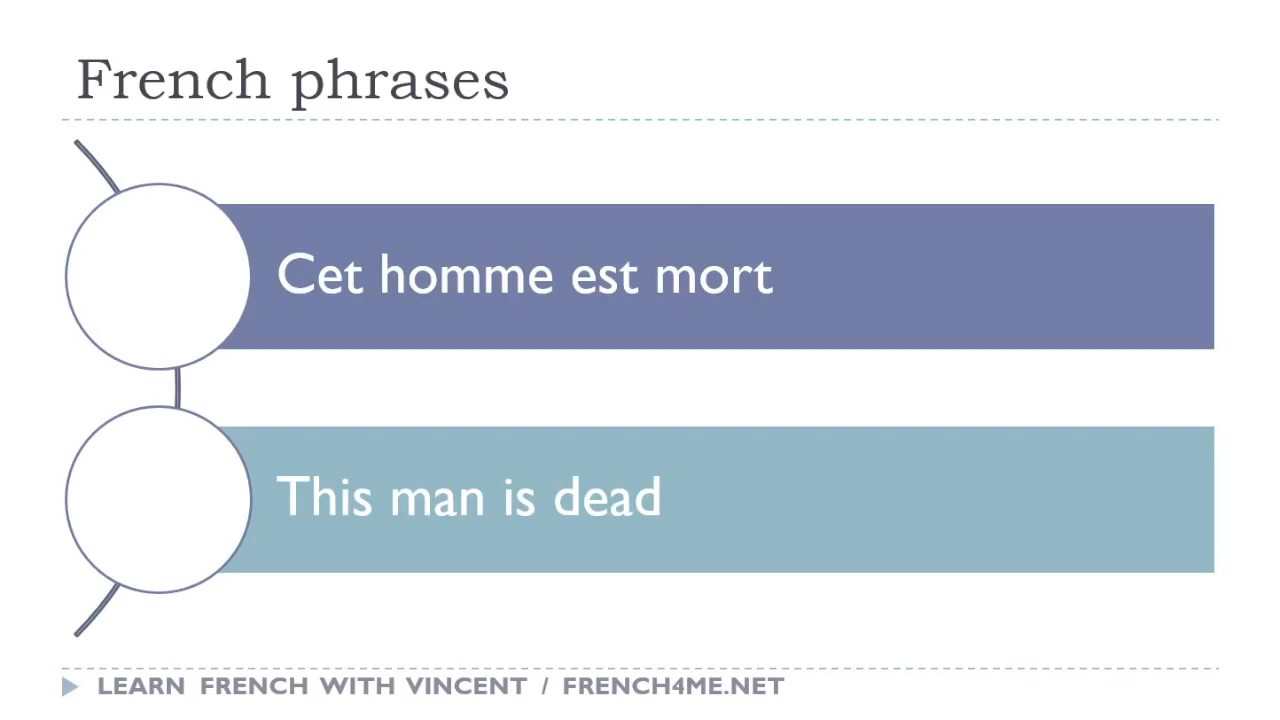 French phrases
Cet homme est mort
This man is dead
LEARN FRENCH WITH VINCENT / FRENCH4ME.NET